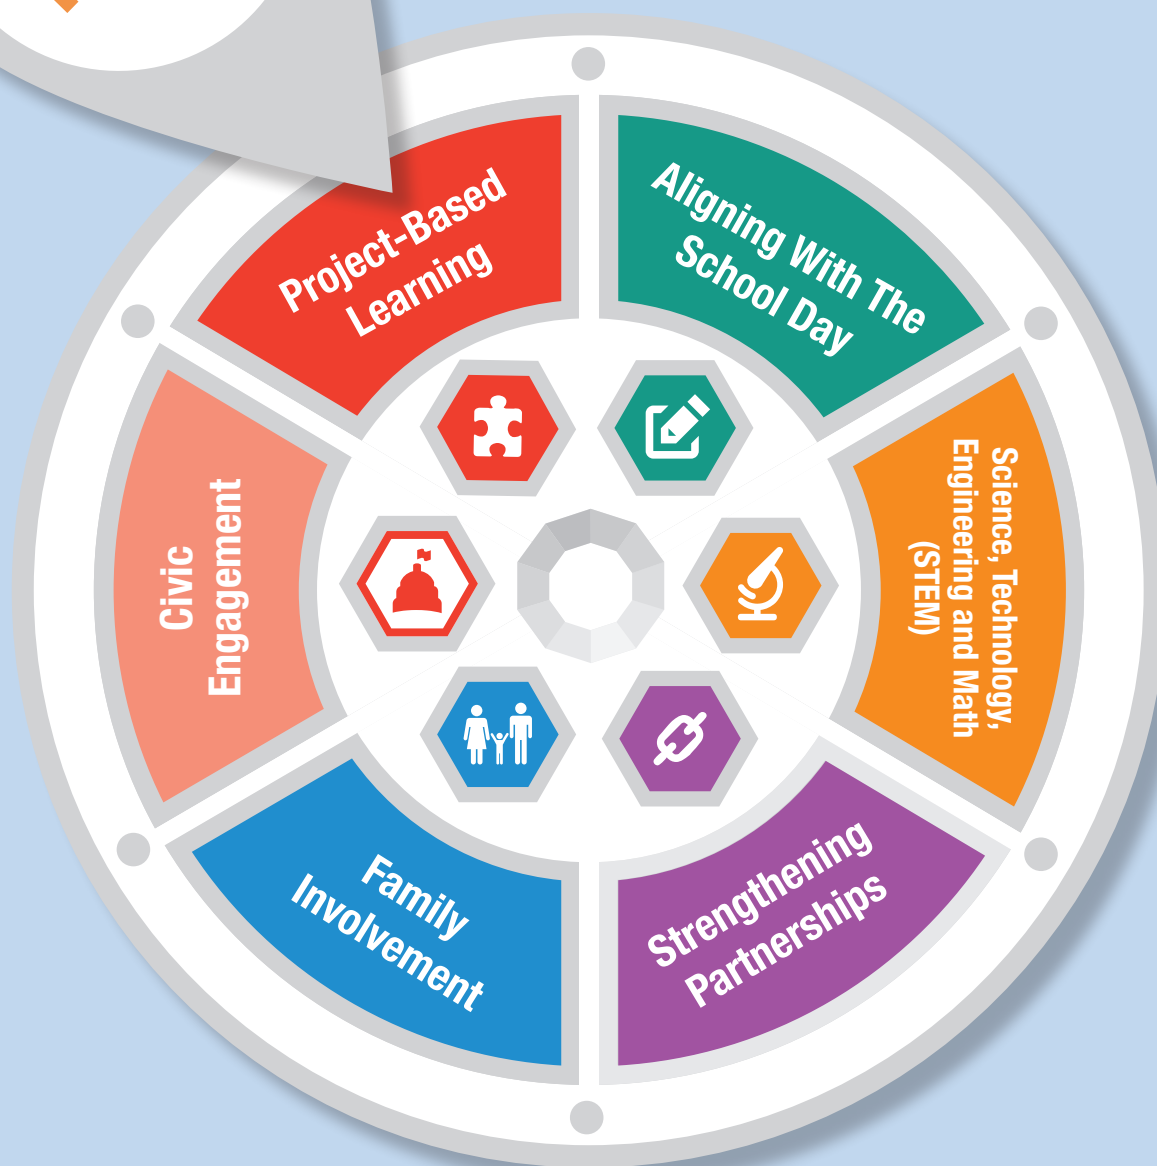 Project-Based
Learning
Aligning With The
School Day
Science, Technology,
Engineering and Math
(STEM)
Strengthening
Partnerships
Family
Involvement
Civic
Engagement